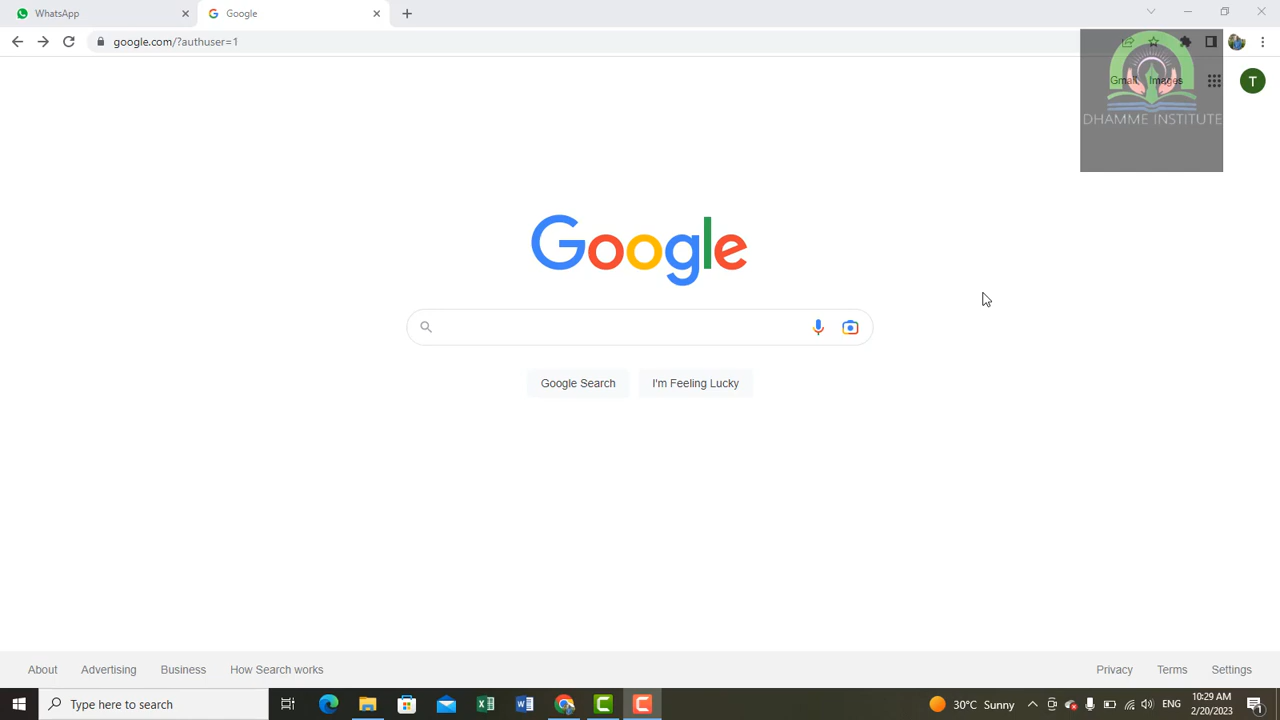 WhatsApp
Google
google.com/?authuser=1
Gmail Images
T
DHAMME INSTITUTE
Google
Google Search
I'm Feeling Lucky
About Advertising Business How Search works
Privacy Terms Settings
Type here to search
30°C Sunny
ENG
10:29 AM
2/20/2023
1